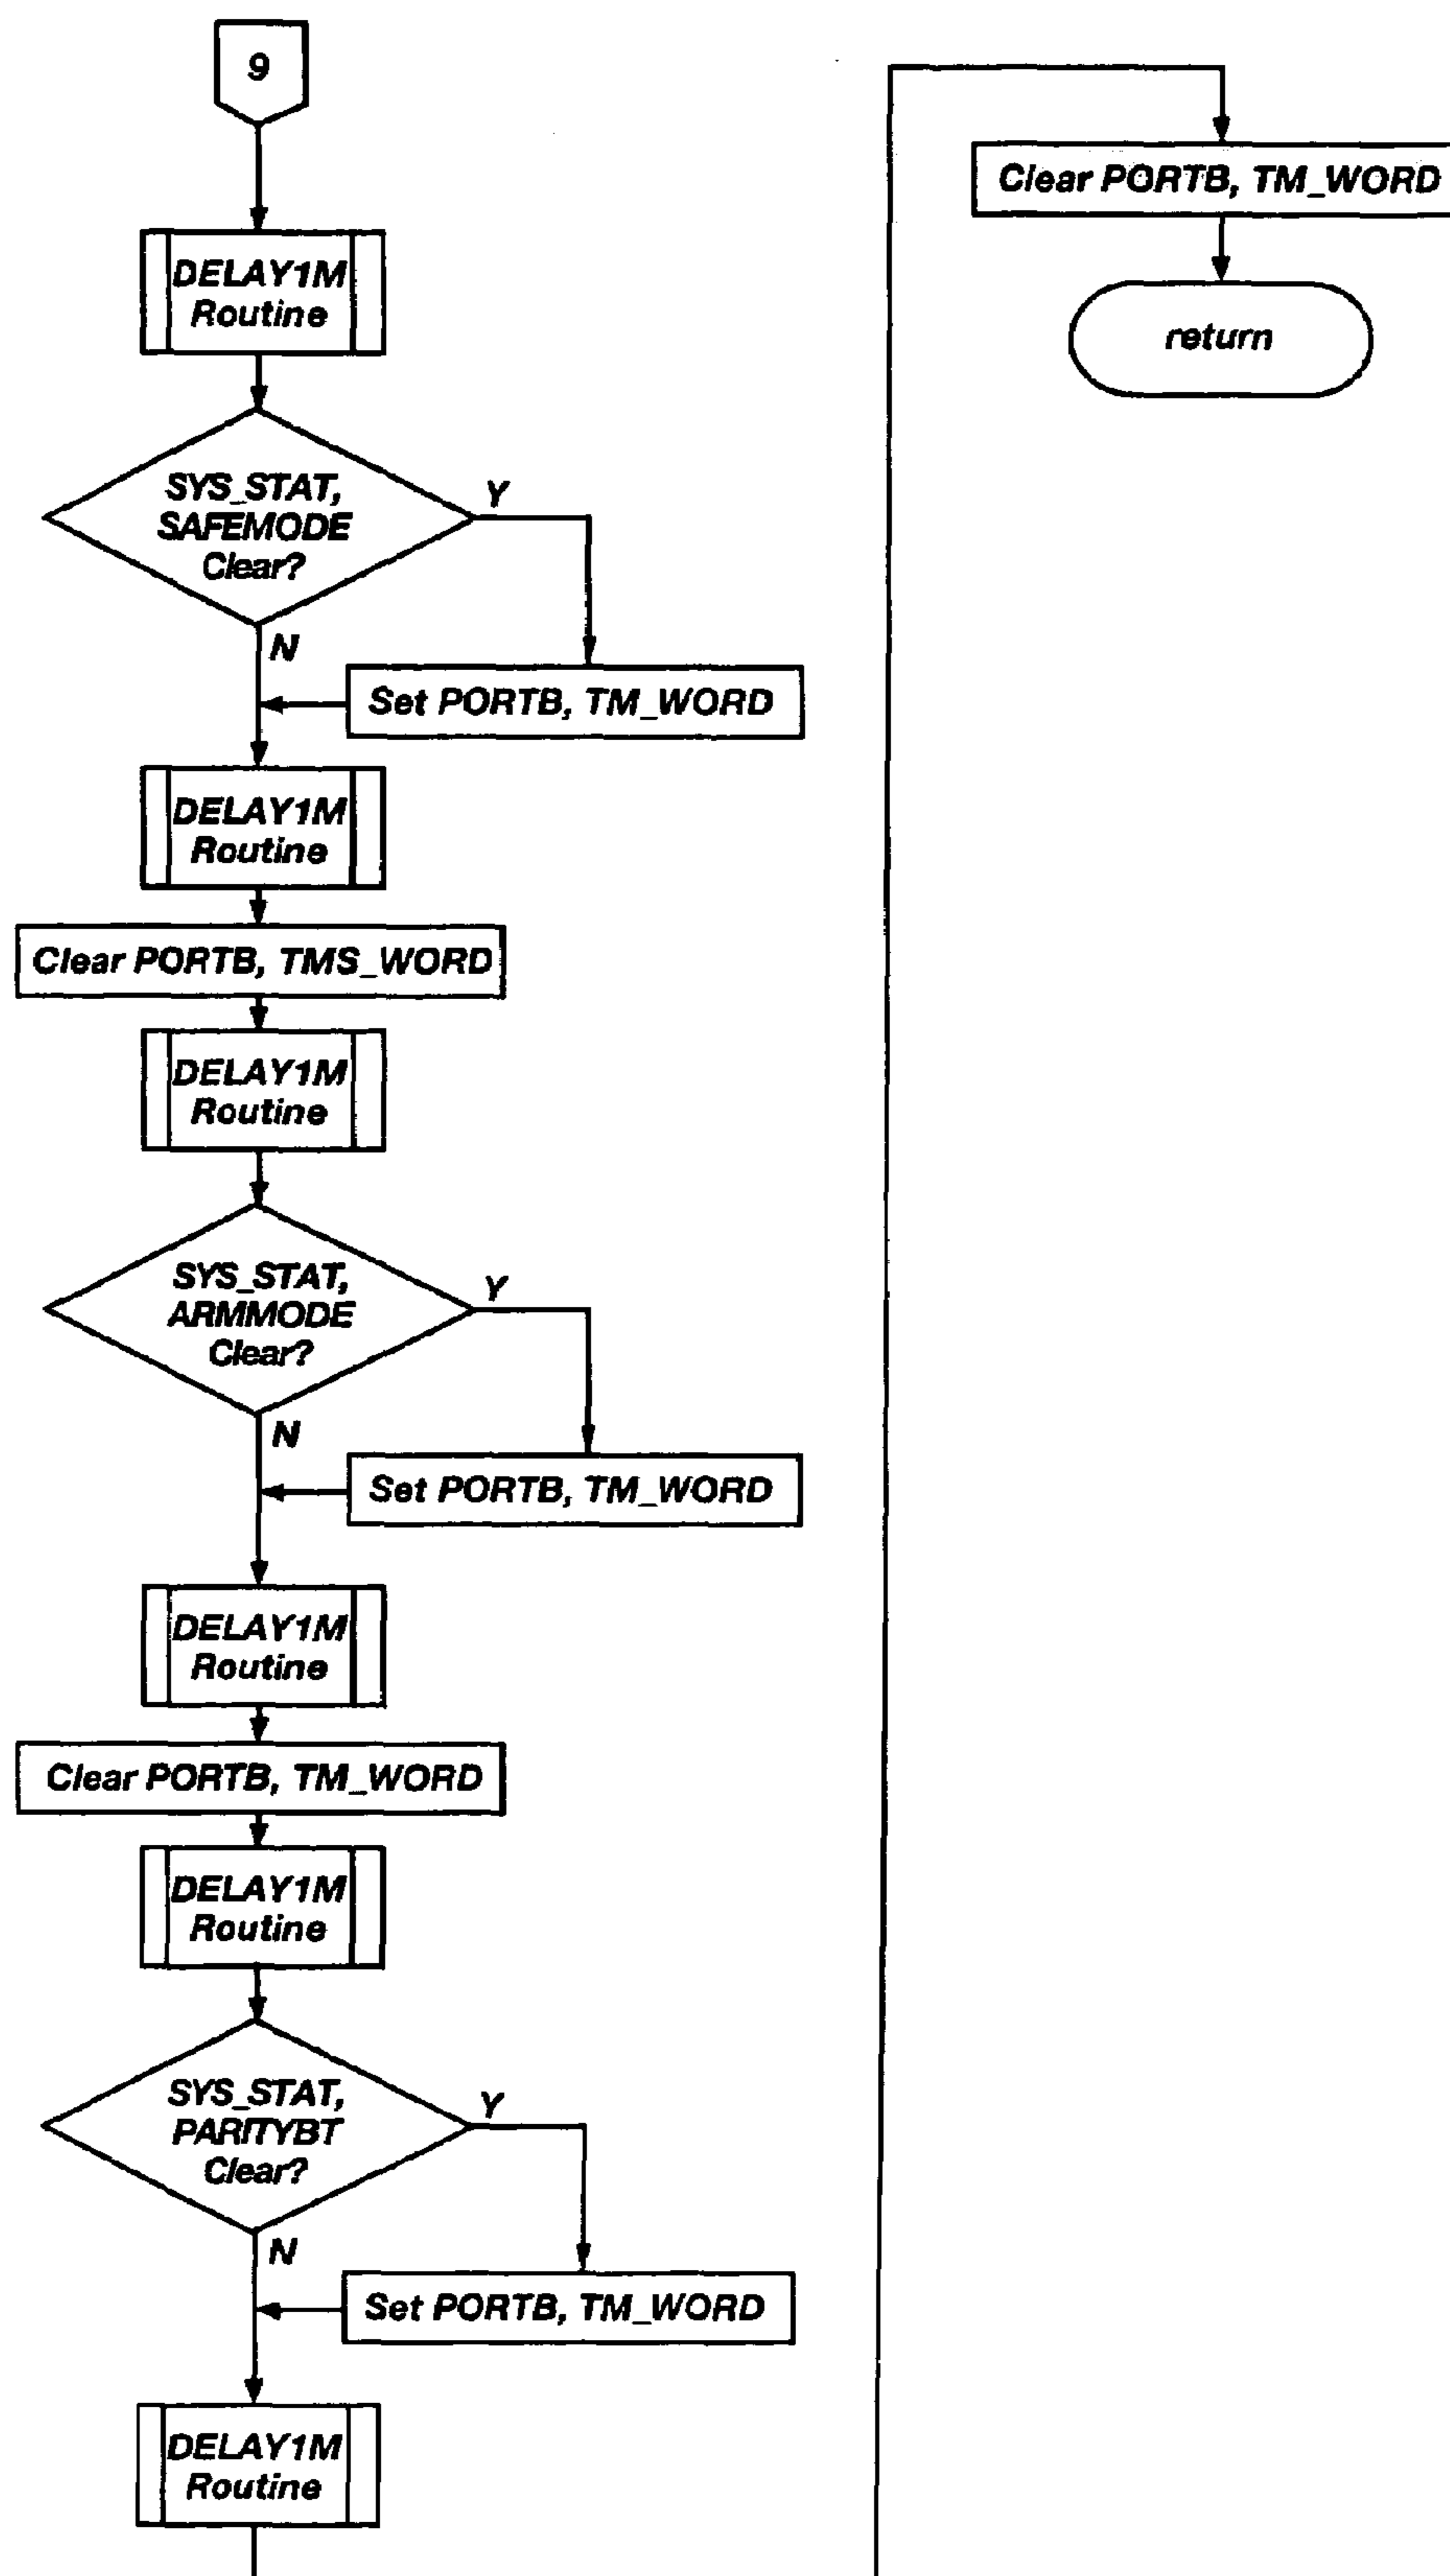 9
DELAY1M
Routine
SYS_STAT,
SAFEMODE
Clear?
Y
N
Set PORTB, TM_WORD
DELAY1M
Routine
Clear PORTB, TMS_WORD
DELAY1M
Routine
SYS_STAT,
ARMMODE
Clear?
Y
N
Set PORTB, TM_WORD
DELAY1M
Routine
Clear PORTB, TM_WORD
DELAY1M
Routine
SYS_STAT,
PARITYBT
Clear?
Y
N
Set PORTB, TM_WORD
DELAY1M
Routine
Clear PORTB, TM_WORD
return